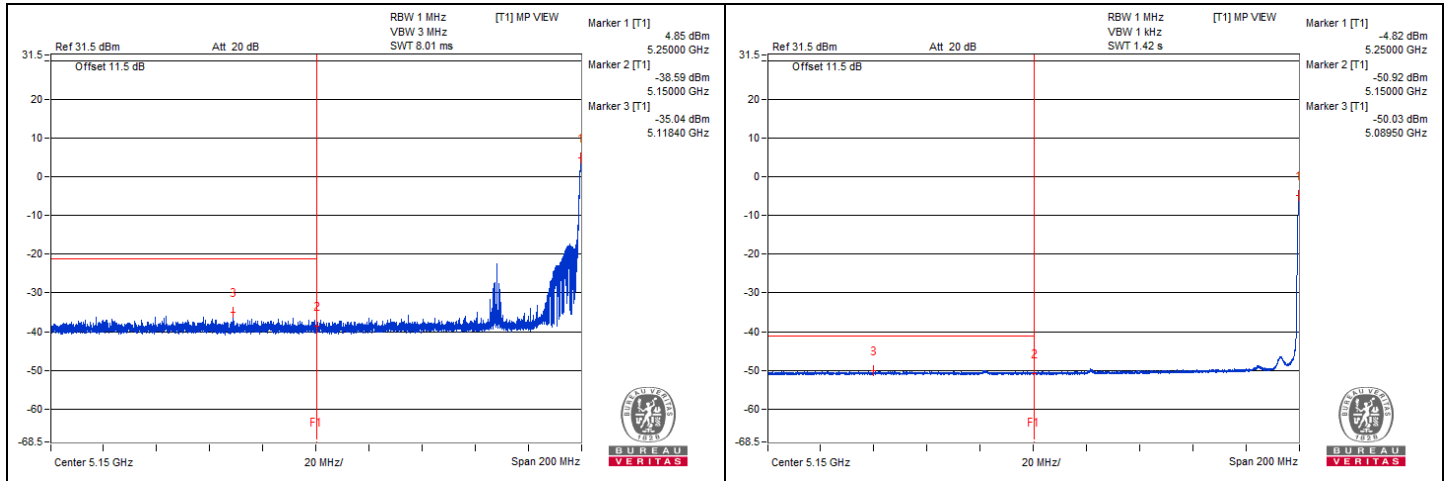 RBW 1 MHz [T1] MP VIEW
VBW 3 MHz
Ref 31.5 dBm Att 20 dB SWT 8.01 ms
Marker 1 [T1]
4.85 dBm
5.25000 GHz
Marker 2 [T1]
-38.59 dBm
5.15000 GHz
Marker 3 [T1]
-35.04 dBm
5.11840 GHz
31.5
Offset 11.5 dB
20
10
1
0
-10
-20
-30
3
2
-40
-50
-60
F1
-68.5
Center 5.15 GHz 20 MHz/ Span 200 MHz
BUREAU VERITAS
1828
BUREAU
VERITAS
RBW 1 MHz [T1] MP VIEW
VBW 1 kHz
Ref 31.5 dBm Att 20 dB SWT 1.42 s
Marker 1 [T1]
-4.82 dBm
5.25000 GHz
Marker 2 [T1]
-50.92 dBm
5.15000 GHz
Marker 3 [T1]
-50.03 dBm
5.08950 GHz
31.5
Offset 11.5 dB
20
10
0
1
-10
-20
-30
-40
3
2
-50
-60
F1
-68.5
Center 5.15 GHz 20 MHz/ Span 200 MHz
BUREAU VERITAS
1828
BUREAU
VERITAS